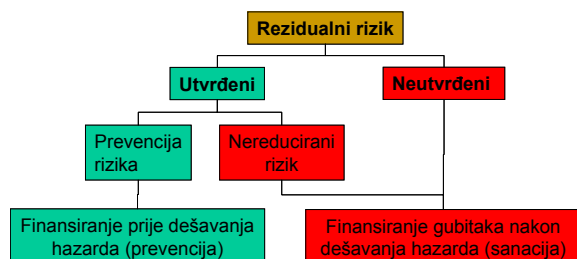 Rezidualni rizik
Utvrđeni
Neutvrđeni
Prevencija
rizika
Nereducirani
rizik
Finansiranje prije dešavanja
hazarda (prevencija)
Finansiranje gubitaka nakon
dešavanja hazarda (sanacija)